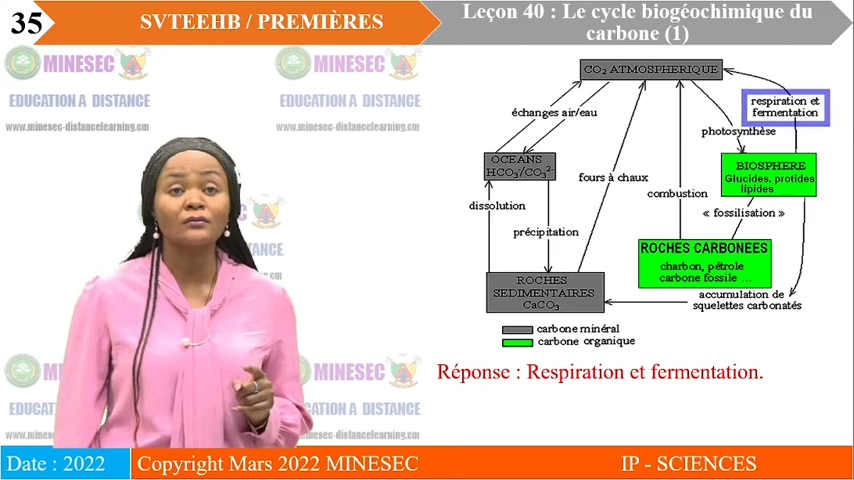 35
SVTEEHB / PREMIÈRES
Leçon 40 : Le cycle biogéochimique du
carbone (1)
MINESEC
MINESEC
EDUCATION A DISTANCE
EDUCATION A DISTANCE
www.minesec-distancelearning.cm
www.minesec-distancelearning.cm
CO₂ ATMOSPHERIQUE
respiration et
fermentation
échanges air/eau
photosynthèse
OCEANS
HCO₃⁻/CO₃²⁻
BIOSPHERE
Glucides, protides
lipides
fours à chaux
combustion
dissolution
« fossilisation »
précipitation
ROCHES CARBONEES
charbon, pétrole
carbone fossile ...
ROCHES
SEDIMENTAIRES
CaCO₃
accumulation de
squelettes carbonatés
carbone minéral
carbone organique
Réponse : Respiration et fermentation.
MINESEC
MINESEC
A DISTANCE
Date : 2022
Copyright Mars 2022 MINESEC
IP - SCIENCES